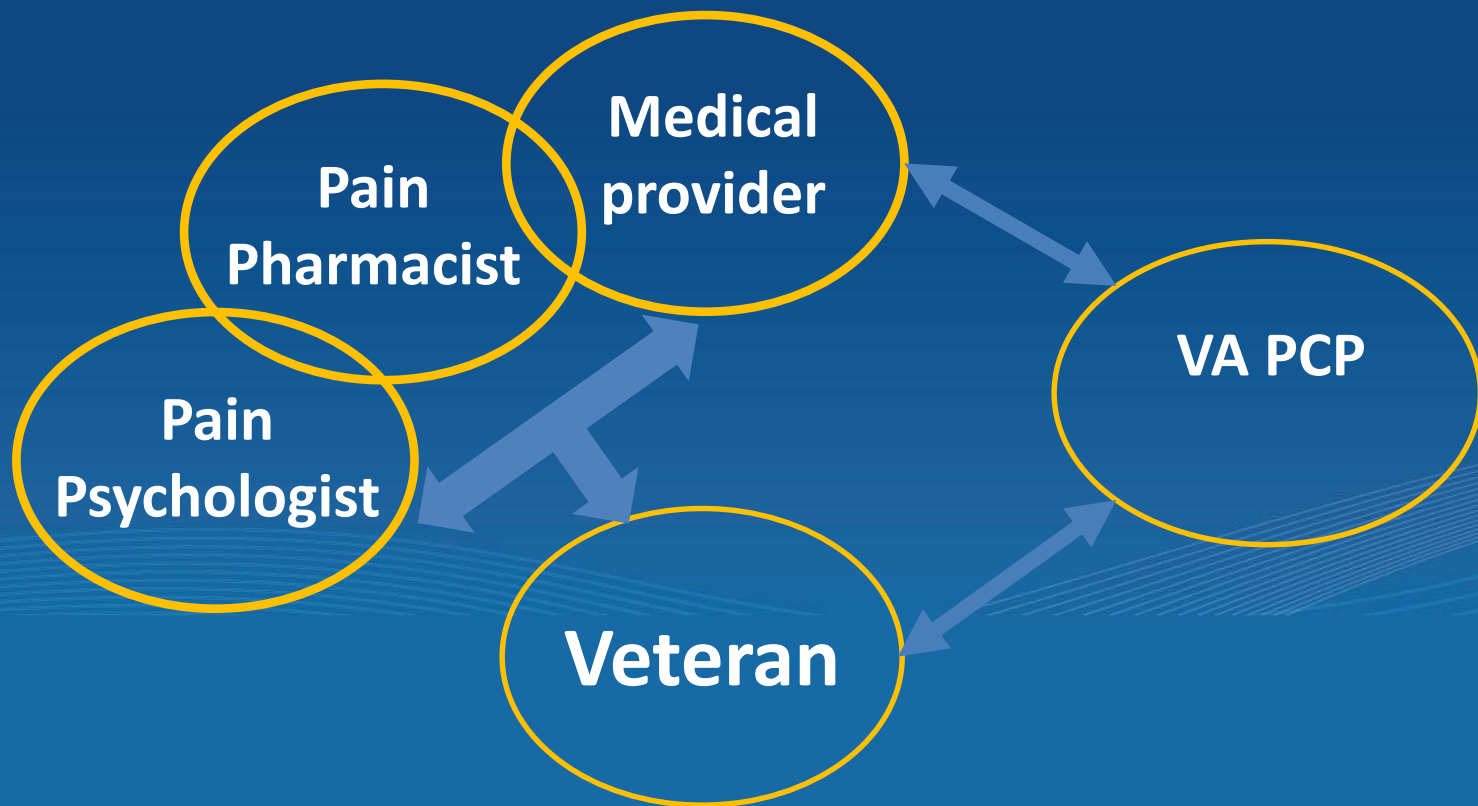 Medical
provider
Pain
Pharmacist
Pain
Psychologist
VA PCP
Veteran